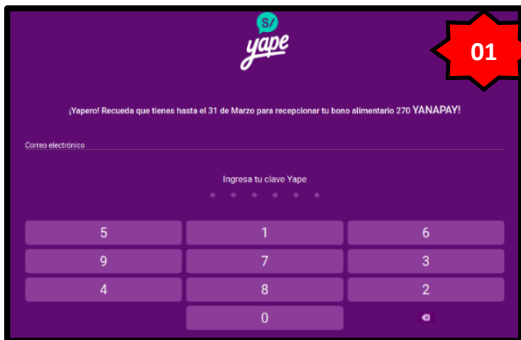 S/
yape
01
¡Yapero! Recueda que tienes hasta el 31 de Marzo para recepcionar tu bono alimentario 270 YANAPAY!
Correo electrónico
Ingresa tu clave Yape
5 1 6
9 7 3
4 8 2
0